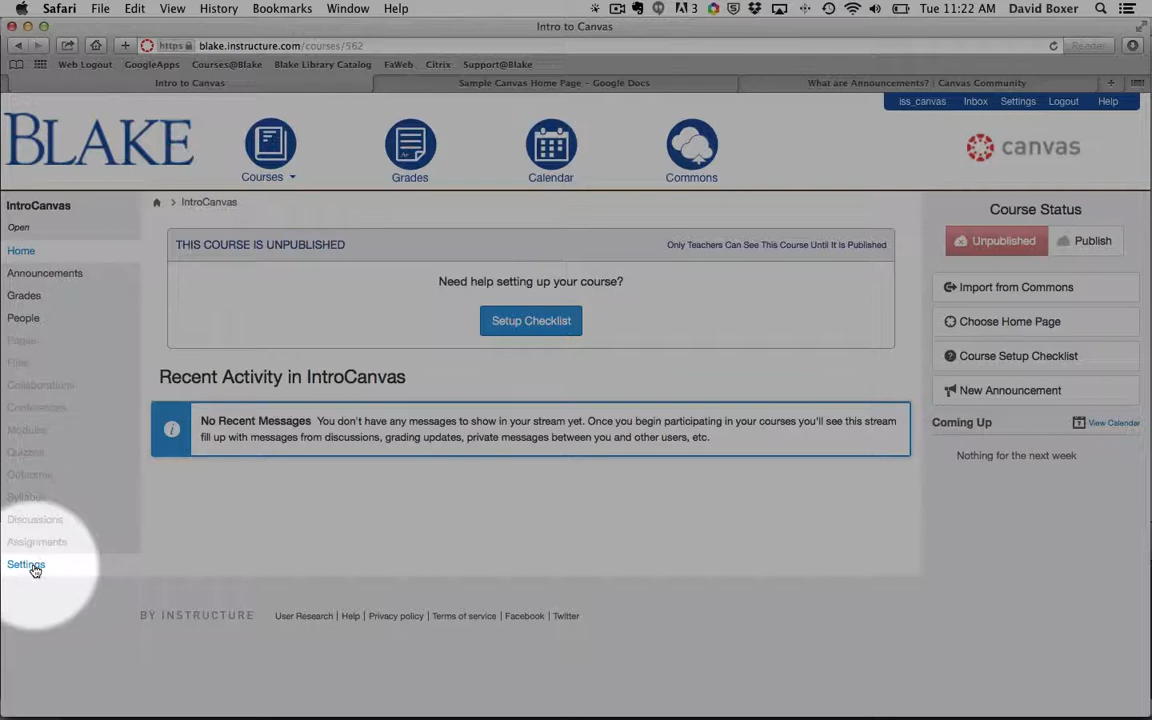 Safari File Edit View History Bookmarks Window Help 3 Tue 11:22 AM David Boxer
Intro to Canvas
https blake.instructure.com/courses/562 Reader
Web Logout GoogleApps Courses@Blake Blake Library Catalog FaWeb Citrix Support@Blake
Intro to Canvas Sample Canvas Home Page - Google Docs What are Announcements? | Canvas Community
iss_canvas Inbox Settings Logout Help
BLAKE
Courses Grades Calendar Commons
canvas
IntroCanvas
Open
Home
Announcements
Grades
People
Pages
Files
Collaborations
Conferences
Modules
Quizzes
Outcomes
Syllabus
Discussions
Assignments
Settings
IntroCanvas
THIS COURSE IS UNPUBLISHED Only Teachers Can See This Course Until It is Published
Need help setting up your course?
Setup Checklist
Recent Activity in IntroCanvas
No Recent Messages You don't have any messages to show in your stream yet. Once you begin participating in your courses you'll see this stream
fill up with messages from discussions, grading updates, private messages between you and other users, etc.
Course Status
Unpublished Publish
Import from Commons
Choose Home Page
Course Setup Checklist
New Announcement
Coming Up View Calendar
Nothing for the next week
BY INSTRUCTURE User Research | Help | Privacy policy | Terms of service | Facebook | Twitter